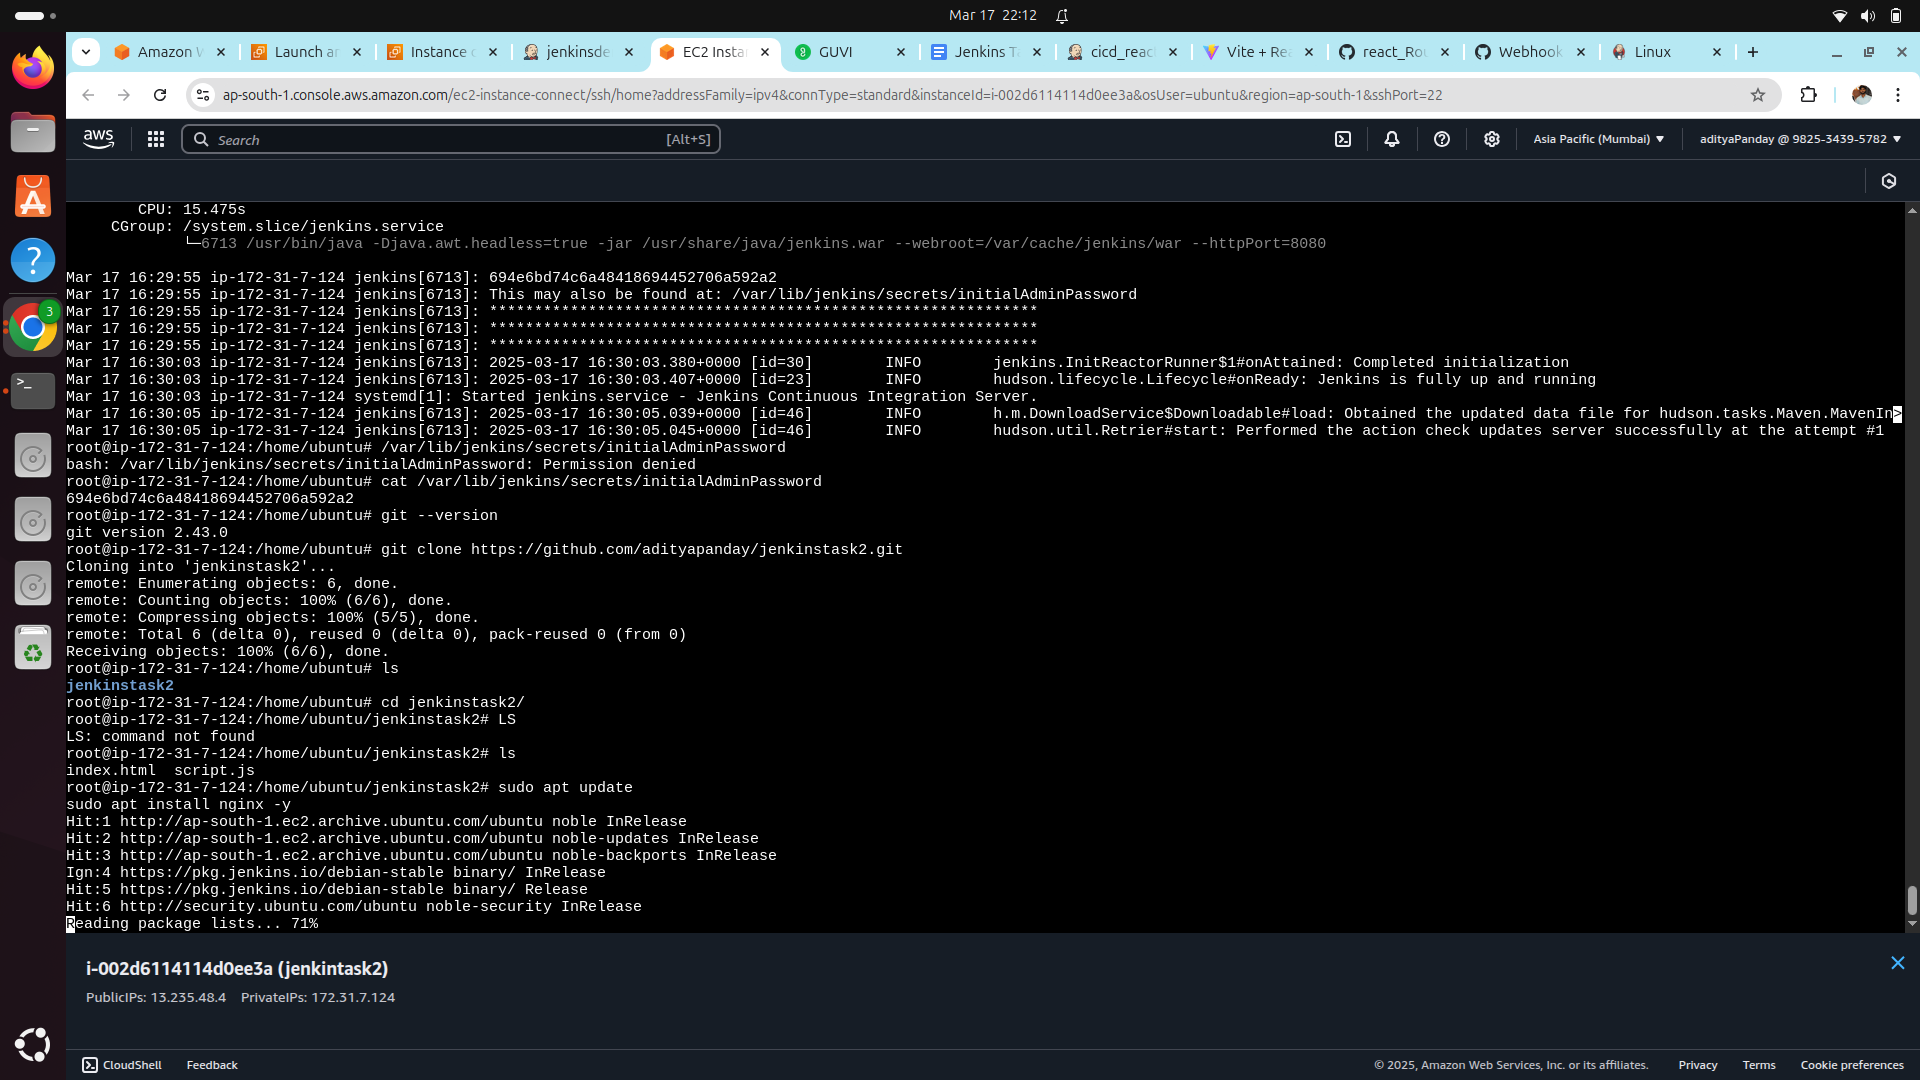 Mar 17 22:12
Amazon W
Launch an
Instance c
jenkinsde
EC2 Insta
GUVI
Jenkins T
cicd_reac
Vite + Rea
react_Rou
Webhook
Linux
ap-south-1.console.aws.amazon.com/ec2-instance-connect/ssh/home?addressFamily=ipv4&connType=standard&instanceId=i-002d6114114d0ee3a&osUser=ubuntu&region=ap-south-1&sshPort=22
aws
Search
[Alt+S]
Asia Pacific (Mumbai)
adityaPanday @ 9825-3439-5782
3
CPU: 15.475s
CGroup: /system.slice/jenkins.service
└─6713 /usr/bin/java -Djava.awt.headless=true -jar /usr/share/java/jenkins.war --webroot=/var/cache/jenkins/war --httpPort=8080
Mar 17 16:29:55 ip-172-31-7-124 jenkins[6713]: 694e6bd74c6a48418694452706a592a2
Mar 17 16:29:55 ip-172-31-7-124 jenkins[6713]: This may also be found at: /var/lib/jenkins/secrets/initialAdminPassword
Mar 17 16:29:55 ip-172-31-7-124 jenkins[6713]: *************************************************************
Mar 17 16:29:55 ip-172-31-7-124 jenkins[6713]: *************************************************************
Mar 17 16:29:55 ip-172-31-7-124 jenkins[6713]: *************************************************************
Mar 17 16:30:03 ip-172-31-7-124 jenkins[6713]: 2025-03-17 16:30:03.380+0000 [id=30]        INFO        jenkins.InitReactorRunner$1#onAttained: Completed initialization
Mar 17 16:30:03 ip-172-31-7-124 jenkins[6713]: 2025-03-17 16:30:03.407+0000 [id=23]        INFO        hudson.lifecycle.Lifecycle#onReady: Jenkins is fully up and running
Mar 17 16:30:03 ip-172-31-7-124 systemd[1]: Started jenkins.service - Jenkins Continuous Integration Server.
Mar 17 16:30:05 ip-172-31-7-124 jenkins[6713]: 2025-03-17 16:30:05.039+0000 [id=46]        INFO        h.m.DownloadService$Downloadable#load: Obtained the updated data file for hudson.tasks.Maven.MavenIn>
Mar 17 16:30:05 ip-172-31-7-124 jenkins[6713]: 2025-03-17 16:30:05.045+0000 [id=46]        INFO        hudson.util.Retrier#start: Performed the action check updates server successfully at the attempt #1
root@ip-172-31-7-124:/home/ubuntu# /var/lib/jenkins/secrets/initialAdminPassword
bash: /var/lib/jenkins/secrets/initialAdminPassword: Permission denied
root@ip-172-31-7-124:/home/ubuntu# cat /var/lib/jenkins/secrets/initialAdminPassword
694e6bd74c6a48418694452706a592a2
root@ip-172-31-7-124:/home/ubuntu# git --version
git version 2.43.0
root@ip-172-31-7-124:/home/ubuntu# git clone https://github.com/adityapanday/jenkinstask2.git
Cloning into 'jenkinstask2'...
remote: Enumerating objects: 6, done.
remote: Counting objects: 100% (6/6), done.
remote: Compressing objects: 100% (5/5), done.
remote: Total 6 (delta 0), reused 0 (delta 0), pack-reused 0 (from 0)
Receiving objects: 100% (6/6), done.
root@ip-172-31-7-124:/home/ubuntu# ls
jenkinstask2
root@ip-172-31-7-124:/home/ubuntu# cd jenkinstask2/
root@ip-172-31-7-124:/home/ubuntu/jenkinstask2# LS
LS: command not found
root@ip-172-31-7-124:/home/ubuntu/jenkinstask2# ls
index.html  script.js
root@ip-172-31-7-124:/home/ubuntu/jenkinstask2# sudo apt update
sudo apt install nginx -y
Hit:1 http://ap-south-1.ec2.archive.ubuntu.com/ubuntu noble InRelease
Hit:2 http://ap-south-1.ec2.archive.ubuntu.com/ubuntu noble-updates InRelease
Hit:3 http://ap-south-1.ec2.archive.ubuntu.com/ubuntu noble-backports InRelease
Ign:4 https://pkg.jenkins.io/debian-stable binary/ InRelease
Hit:5 https://pkg.jenkins.io/debian-stable binary/ Release
Hit:6 http://security.ubuntu.com/ubuntu noble-security InRelease
Reading package lists... 71%
i-002d6114114d0ee3a (jenkintask2)
PublicIPs: 13.235.48.4    PrivateIPs: 172.31.7.124
CloudShell
Feedback
© 2025, Amazon Web Services, Inc. or its affiliates.
Privacy
Terms
Cookie preferences